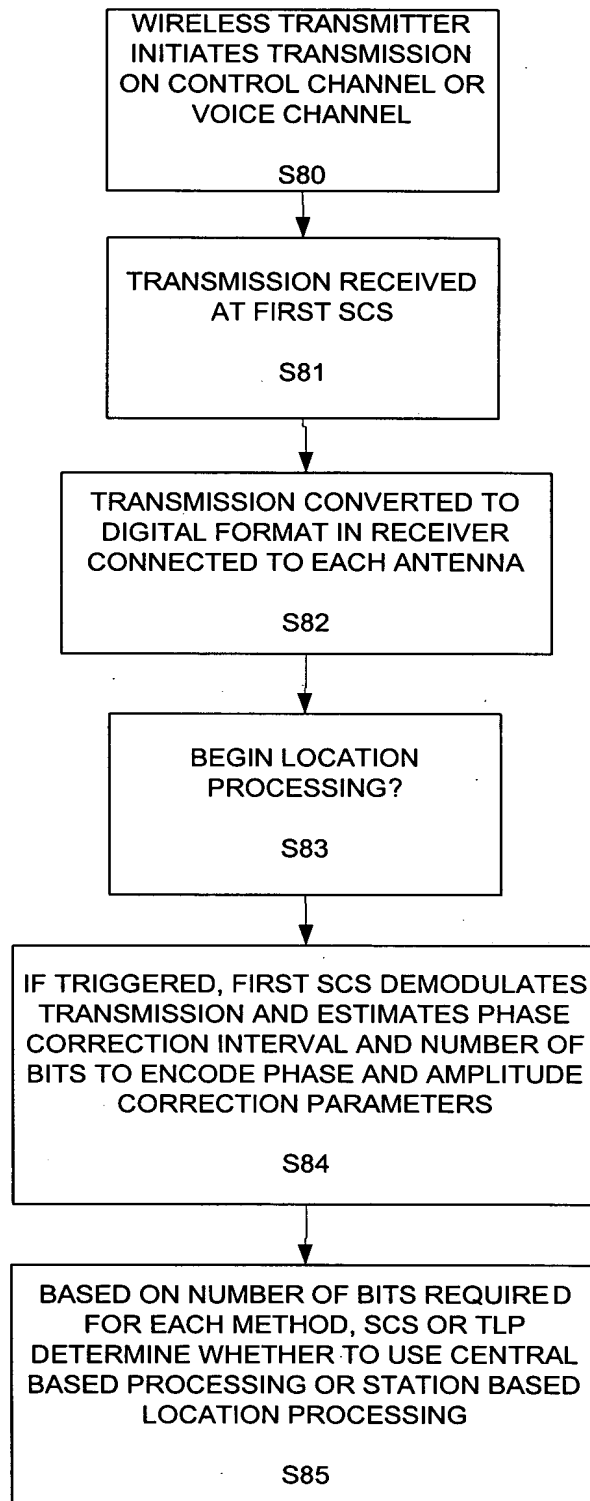 WIRELESS TRANSMITTER
INITIATES TRANSMISSION
ON CONTROL CHANNEL OR
VOICE CHANNEL
S80
TRANSMISSION RECEIVED
AT FIRST SCS
S81
TRANSMISSION CONVERTED TO
DIGITAL FORMAT IN RECEIVER
CONNECTED TO EACH ANTENNA
S82
BEGIN LOCATION
PROCESSING?
S83
IF TRIGGERED, FIRST SCS DEMODULATES
TRANSMISSION AND ESTIMATES PHASE
CORRECTION INTERVAL AND NUMBER OF
BITS TO ENCODE PHASE AND AMPLITUDE
CORRECTION PARAMETERS
S84
BASED ON NUMBER OF BITS REQUIRED
FOR EACH METHOD, SCS OR TLP
DETERMINE WHETHER TO USE CENTRAL
BASED PROCESSING OR STATION BASED
LOCATION PROCESSING
S85